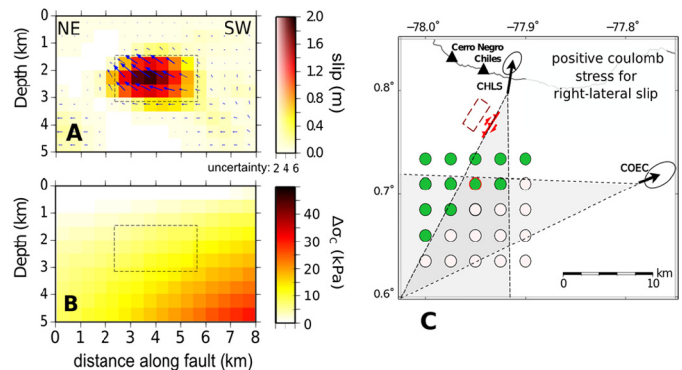 NE SW
Depth (km)
0
1
2
3
4
5
A
2.0
1.6
1.2
0.8
0.4
0.0
slip (m)
uncertainty: 2 4 6
Depth (km)
0
1
2
3
4
5
B
40
30
20
10
0
Δσc (kPa)
0 1 2 3 4 5 6 7 8
distance along fault (km)
-78.0° -77.9° -77.8°
0.8°
0.7°
0.6°
Cerro Negro
Chiles
CHLS
positive coulomb
stress for
right-lateral slip
COEC
km
0 10
C